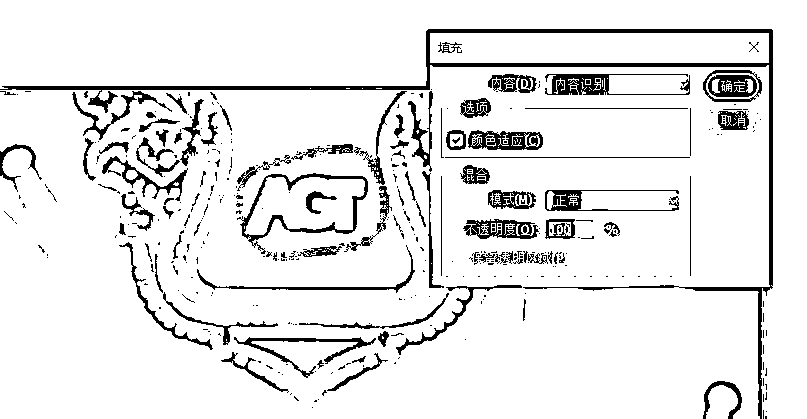 AGT
填充
内容(D): 内容识别
确定
取消
选项
颜色适应(C)
混合
模式(M): 正常
不透明度(O): 100 %
保留透明区域(P)